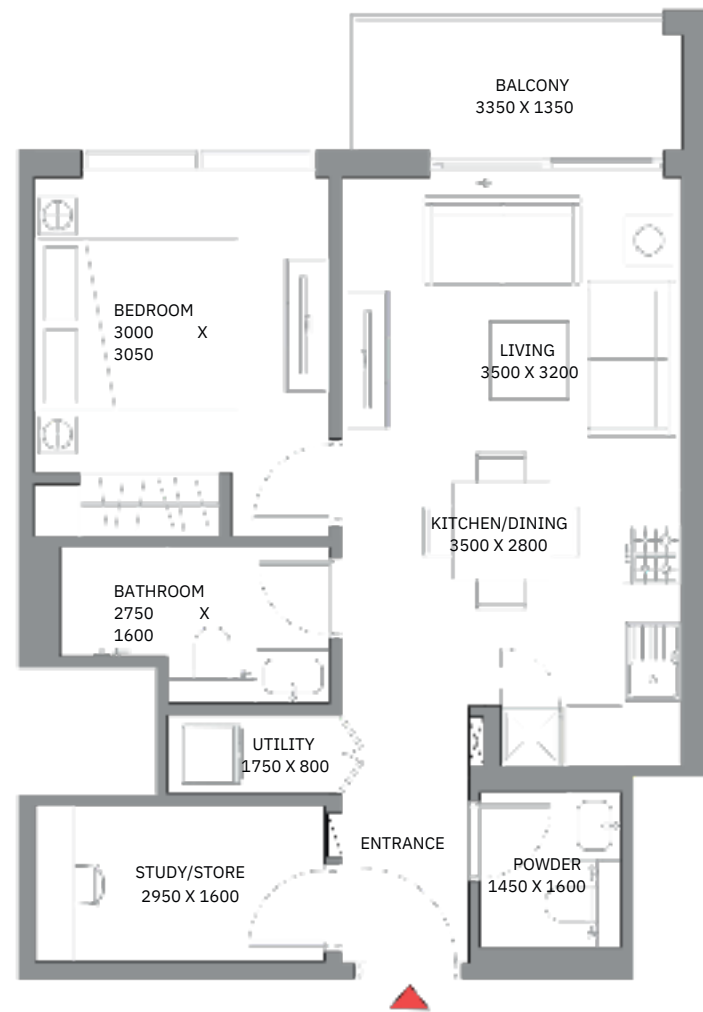 BALCONY
3350 X 1350
BEDROOM
3000 X
3050
LIVING
3500 X 3200
KITCHEN/DINING
3500 X 2800
BATHROOM
2750 X
1600
UTILITY
1750 X 800
ENTRANCE
STUDY/STORE
2950 X 1600
POWDER
1450 X 1600